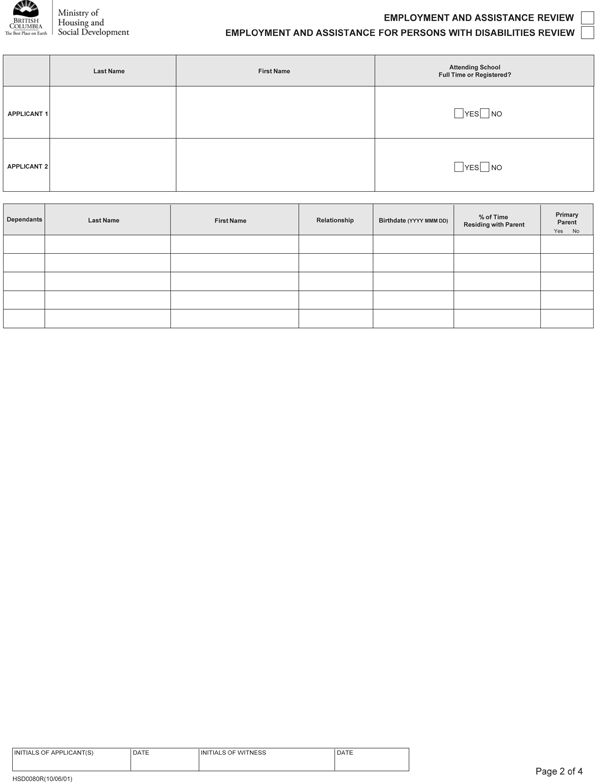 BRITISH
COLUMBIA
The Best Place on Earth
Ministry of
Housing and
Social Development
EMPLOYMENT AND ASSISTANCE REVIEW
EMPLOYMENT AND ASSISTANCE FOR PERSONS WITH DISABILITIES REVIEW
Last Name
First Name
Attending School
Full Time or Registered?
APPLICANT 1
YES NO
APPLICANT 2
YES NO
Dependants
Last Name
First Name
Relationship
Birthdate (YYYY MMM DD)
% of Time
Residing with Parent
Primary
Parent
Yes No
INITIALS OF APPLICANT(S)
DATE
INITIALS OF WITNESS
DATE
HSD0080R(10/06/01)
Page 2 of 4